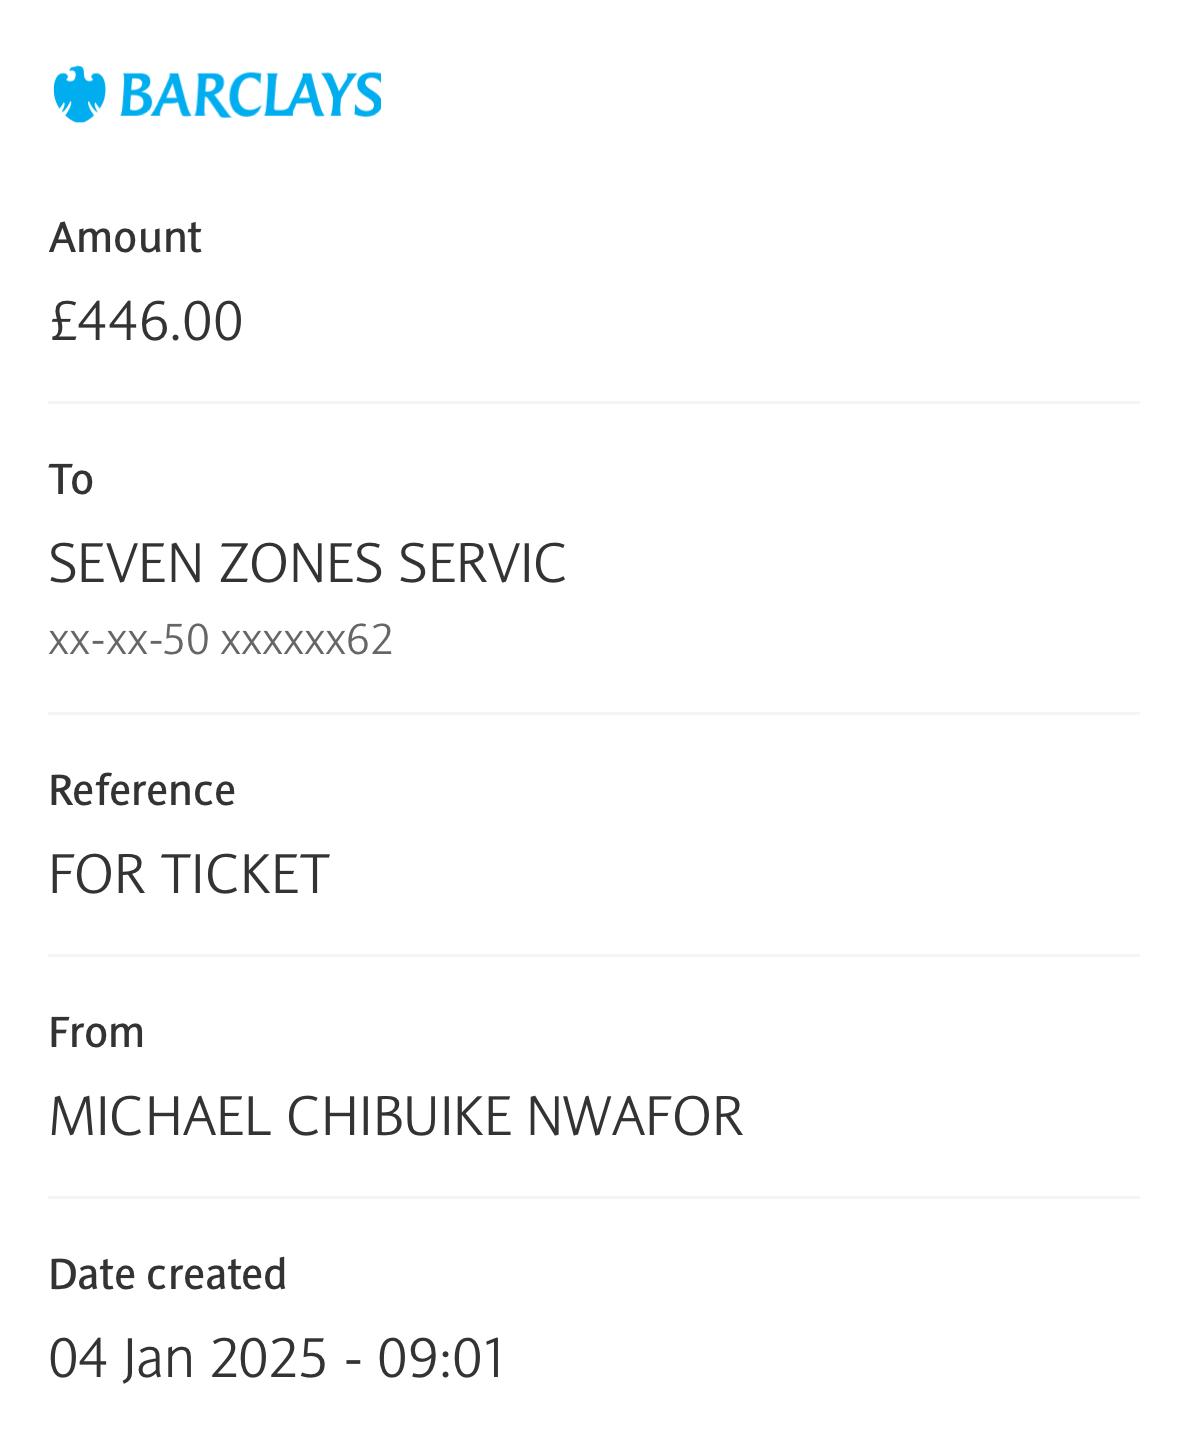 BARCLAYS
Amount
£446.00
To
SEVEN ZONES SERVIC
xx-xx-50 xxxxxx62
Reference
FOR TICKET
From
MICHAEL CHIBUIKE NWAFOR
Date created
04 Jan 2025 - 09:01